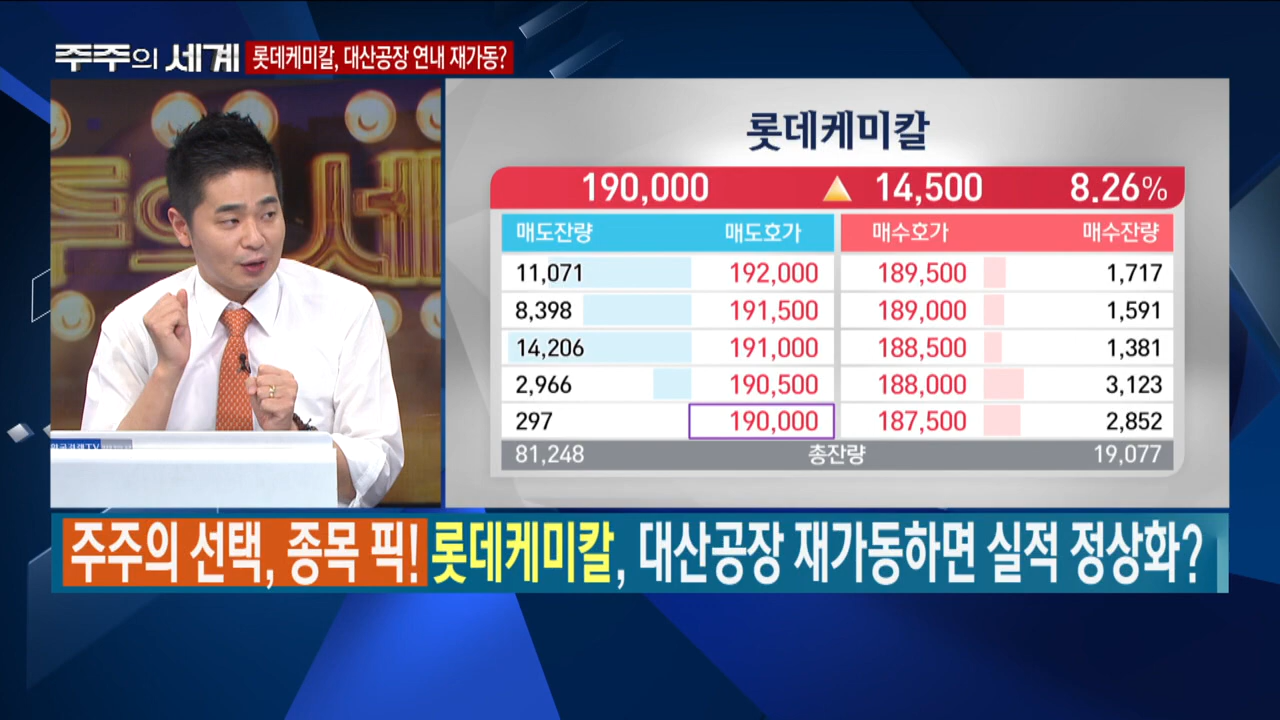 주주의 세계 롯데케미칼, 대산공장 연내 재가동?
주의 세
롯데케미칼
190,000 ▲ 14,500 8.26%
매도잔량 매도호가 매수호가 매수잔량
11,071 192,000 189,500 1,717
8,398 191,500 189,000 1,591
14,206 191,000 188,500 1,381
2,966 190,500 188,000 3,123
297 190,000 187,500 2,852
81,248 총잔량 19,077
주주의 선택, 종목 픽! 롯데케미칼, 대산공장 재가동하면 실적 정상화?